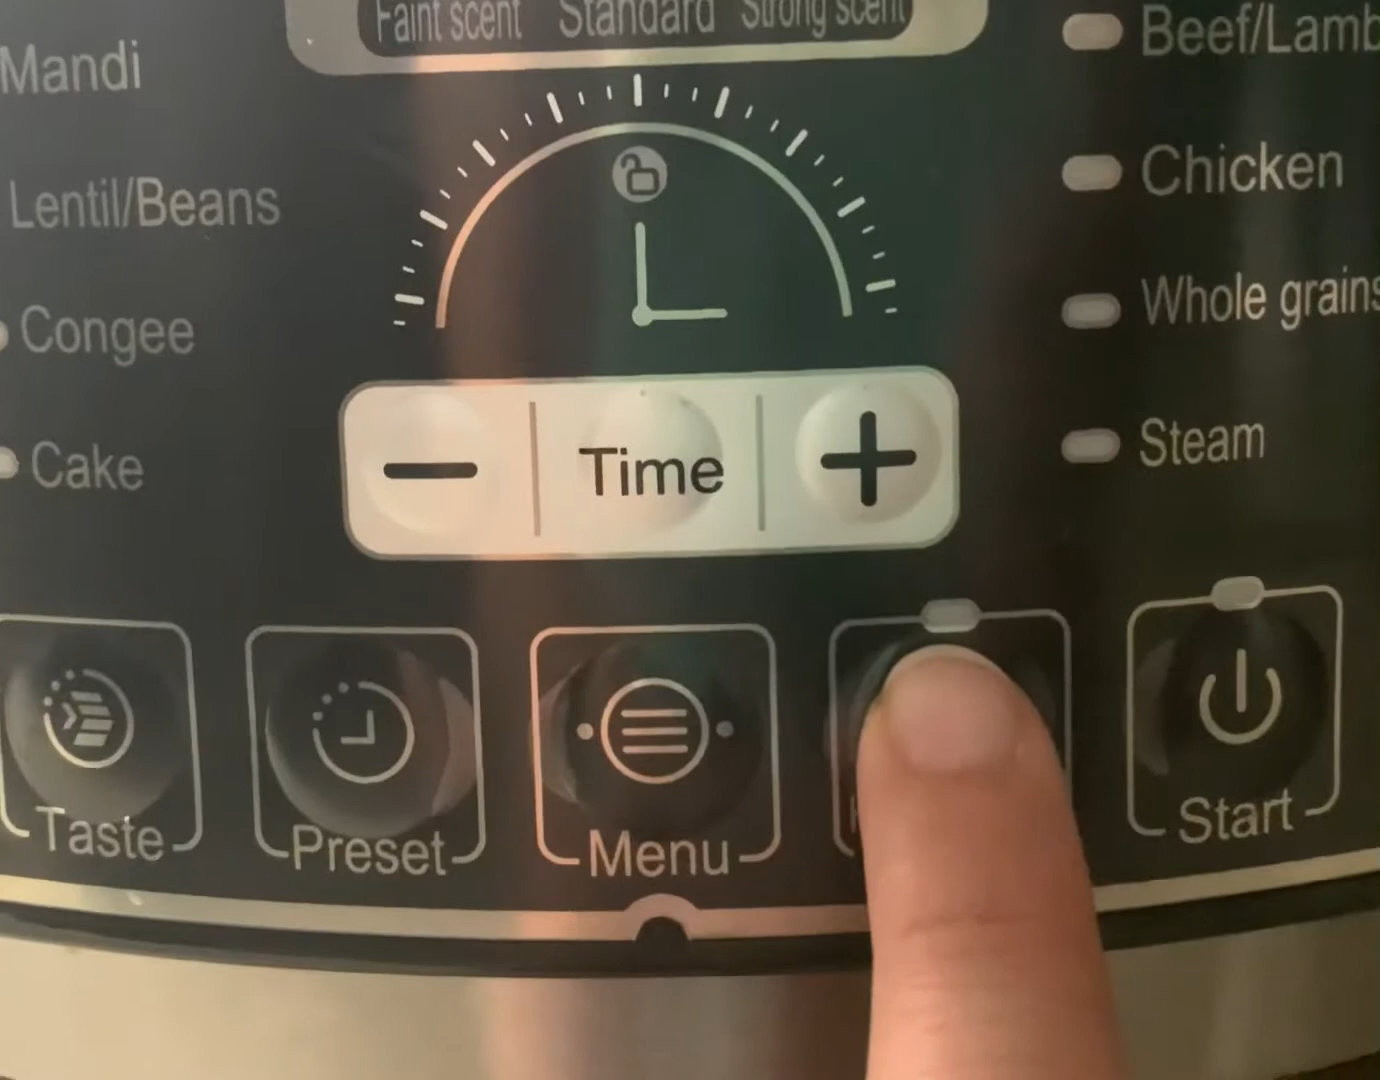 Faint scent Standard Strong scent
Mandi
Lentil/Beans
Congee
Cake
Beef/Lamb
Chicken
Whole grains
Steam
— Time +
Taste
Preset
Menu
Start